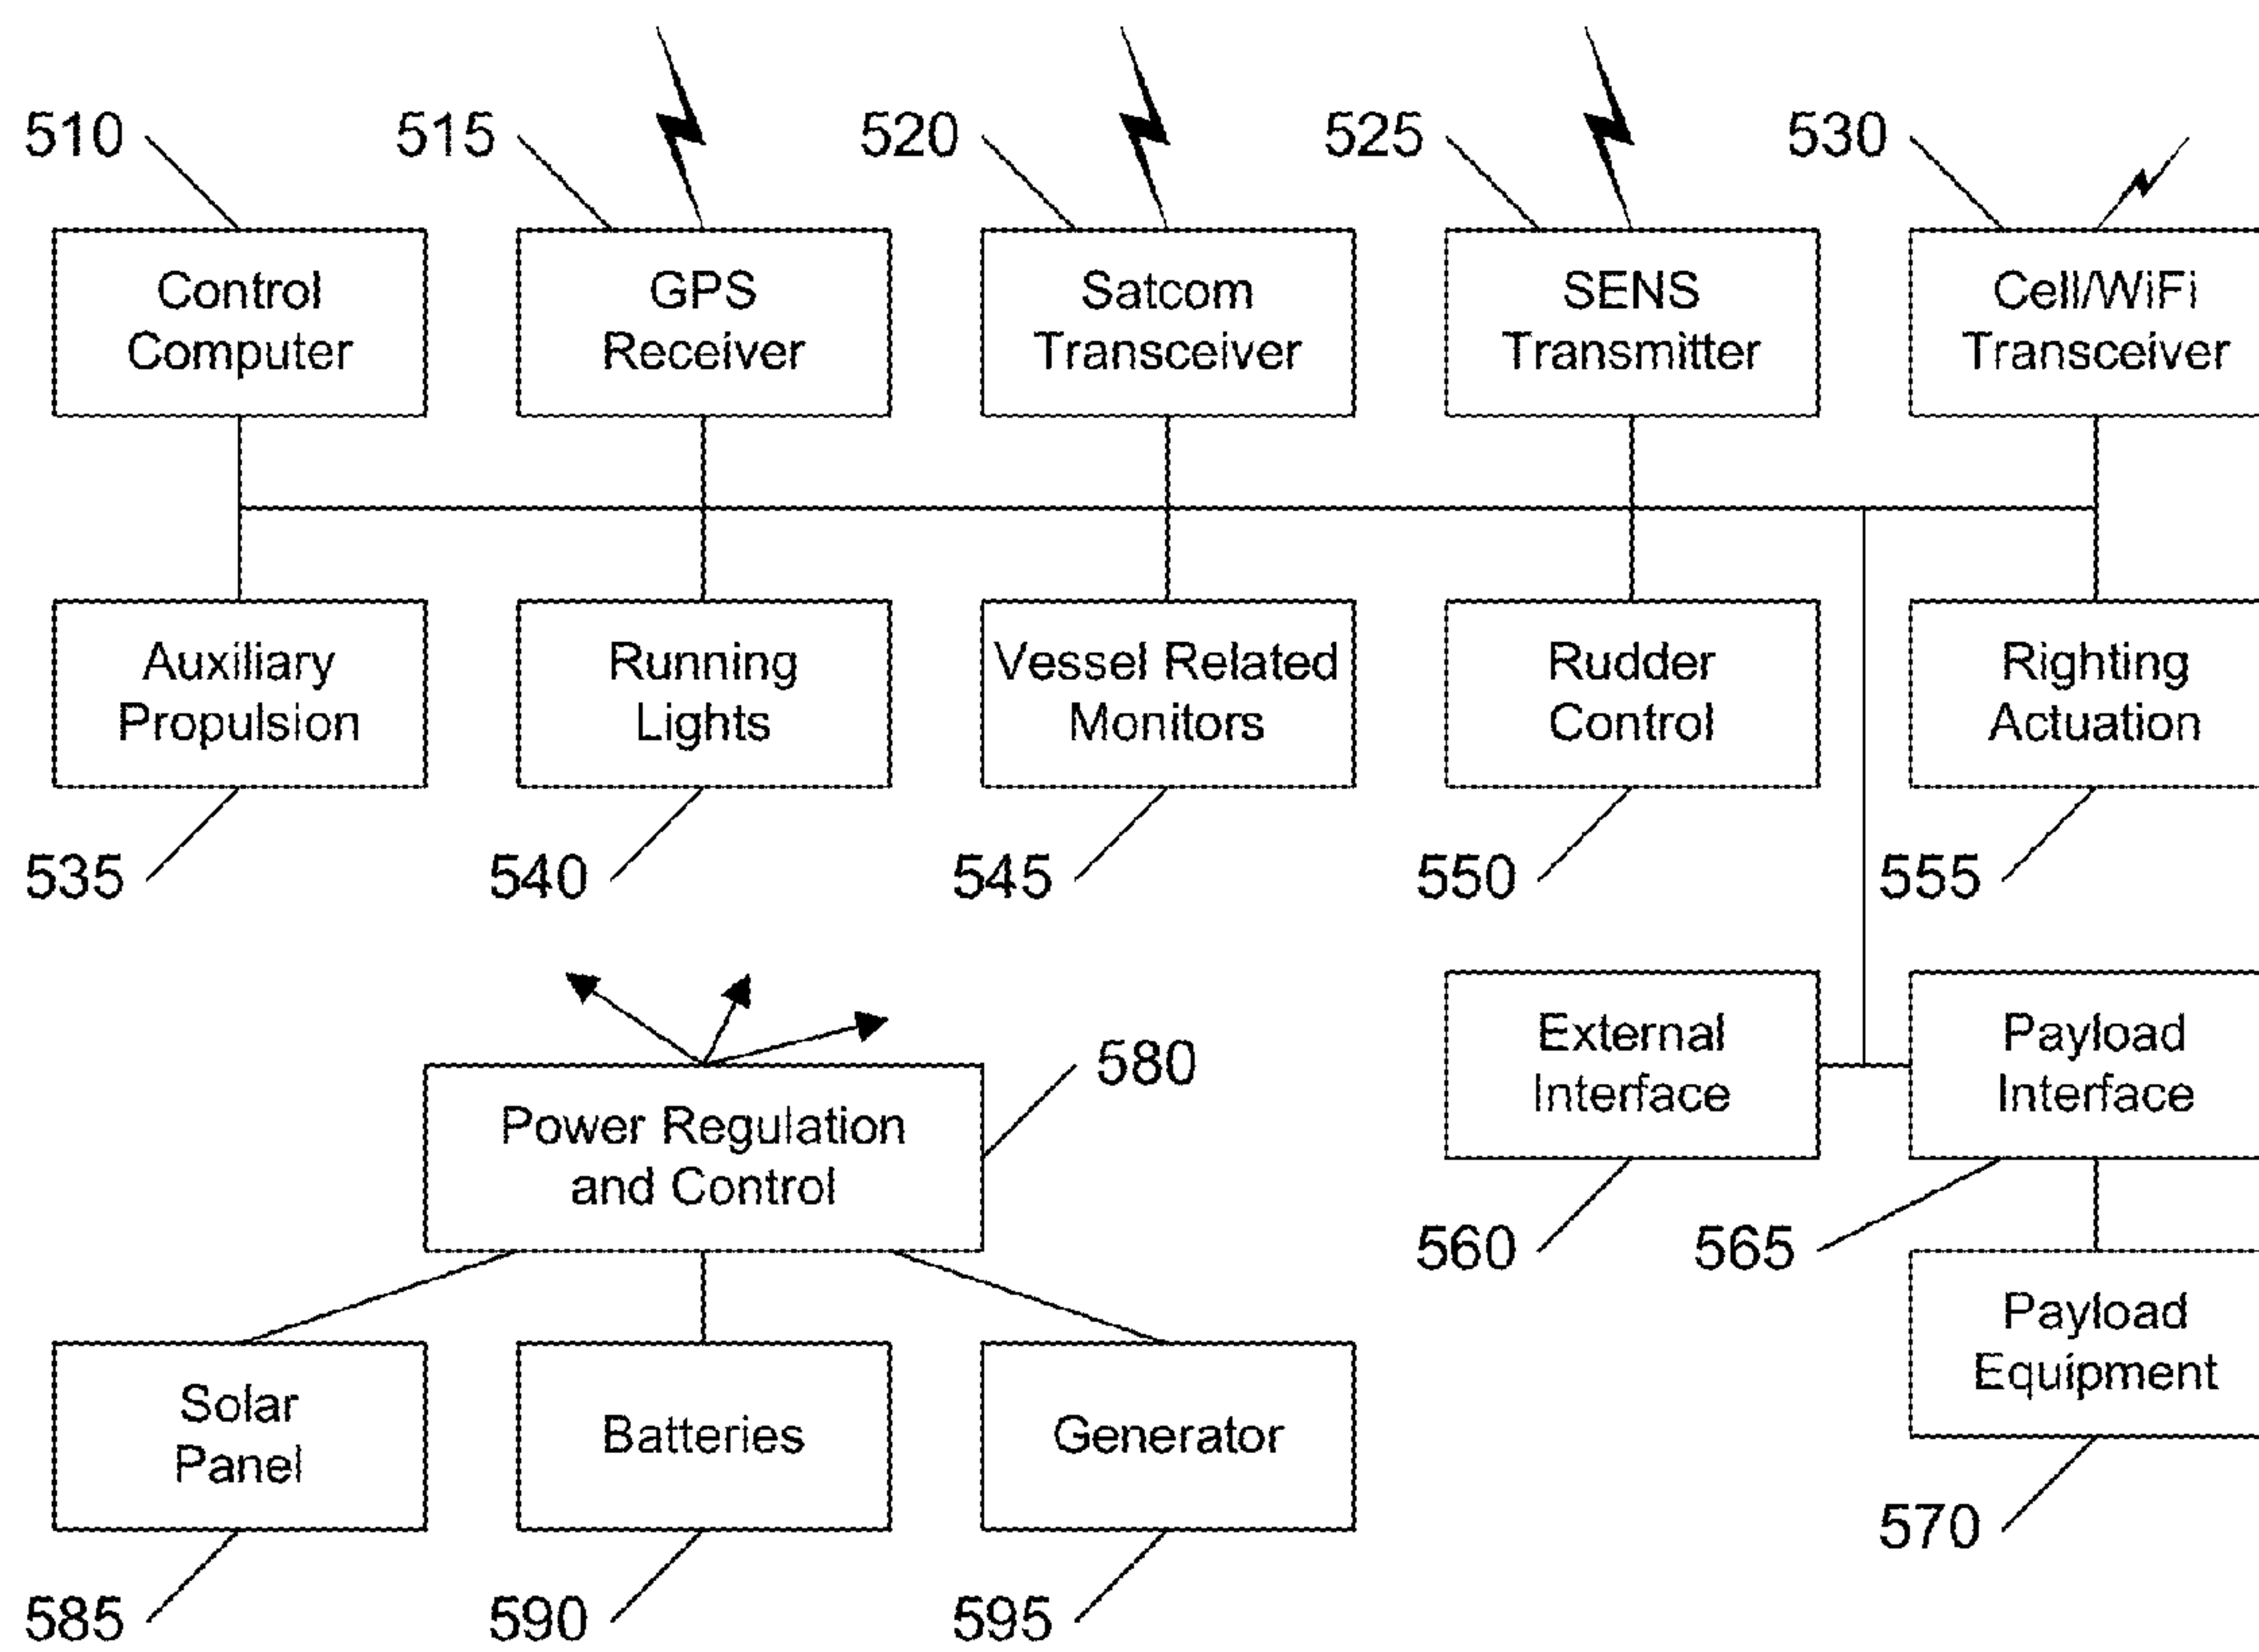 510
515
520
525
530
Control
Computer
GPS
Receiver
Satcom
Transceiver
SENS
Transmitter
Cell/WiFi
Transceiver
Auxiliary
Propulsion
Running
Lights
Vessel Related
Monitors
Rudder
Control
Righting
Actuation
535
540
545
550
555
External
Interface
Payload
Interface
580
Power Regulation
and Control
560
565
Payload
Equipment
Solar
Panel
Batteries
Generator
570
585
590
595